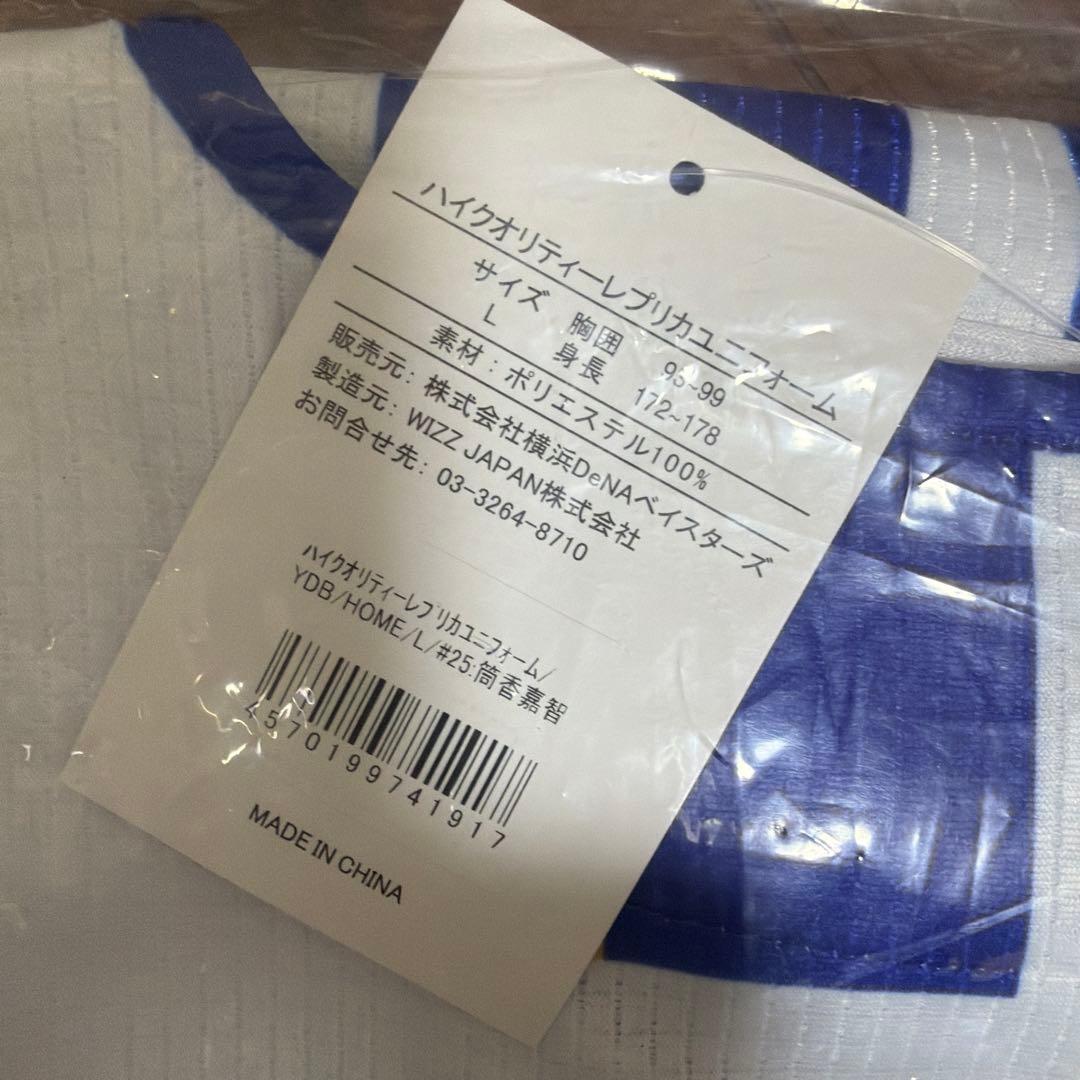 ハイクオリティーレプリカユニフォーム
サイズ 胸囲 95-99
L 身長 172~178
素材：ポリエステル100%
販売元：株式会社横浜DeNAベイスターズ
製造元：WIZZ JAPAN株式会社
お問合せ先：03-3264-8710
ハイクオリティーレプリカユニフォーム/
YDB/HOME/L/#25:筒香嘉智
4570199741917
MADE IN CHINA